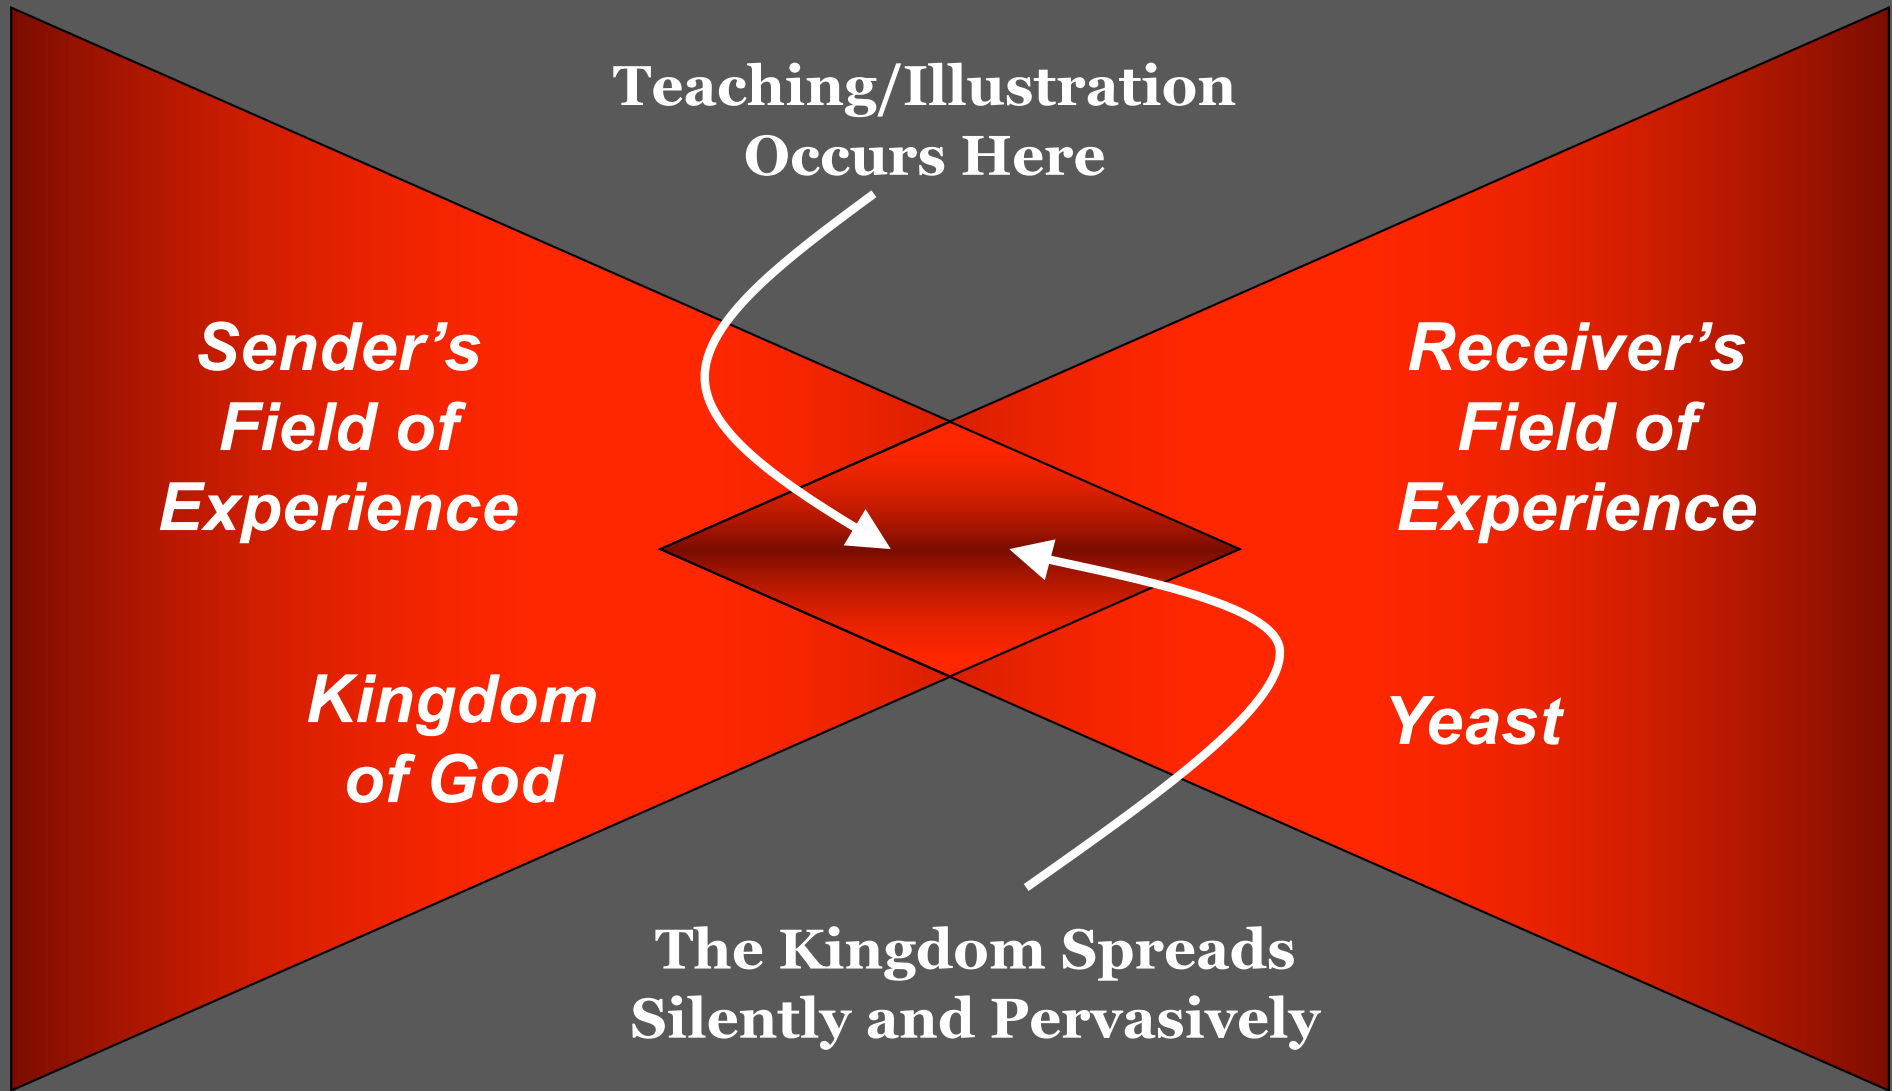 Teaching/Illustration
Occurs Here
Sender’s
Field of
Experience
Receiver’s
Field of
Experience
Kingdom
of God
Yeast
The Kingdom Spreads
Silently and Pervasively